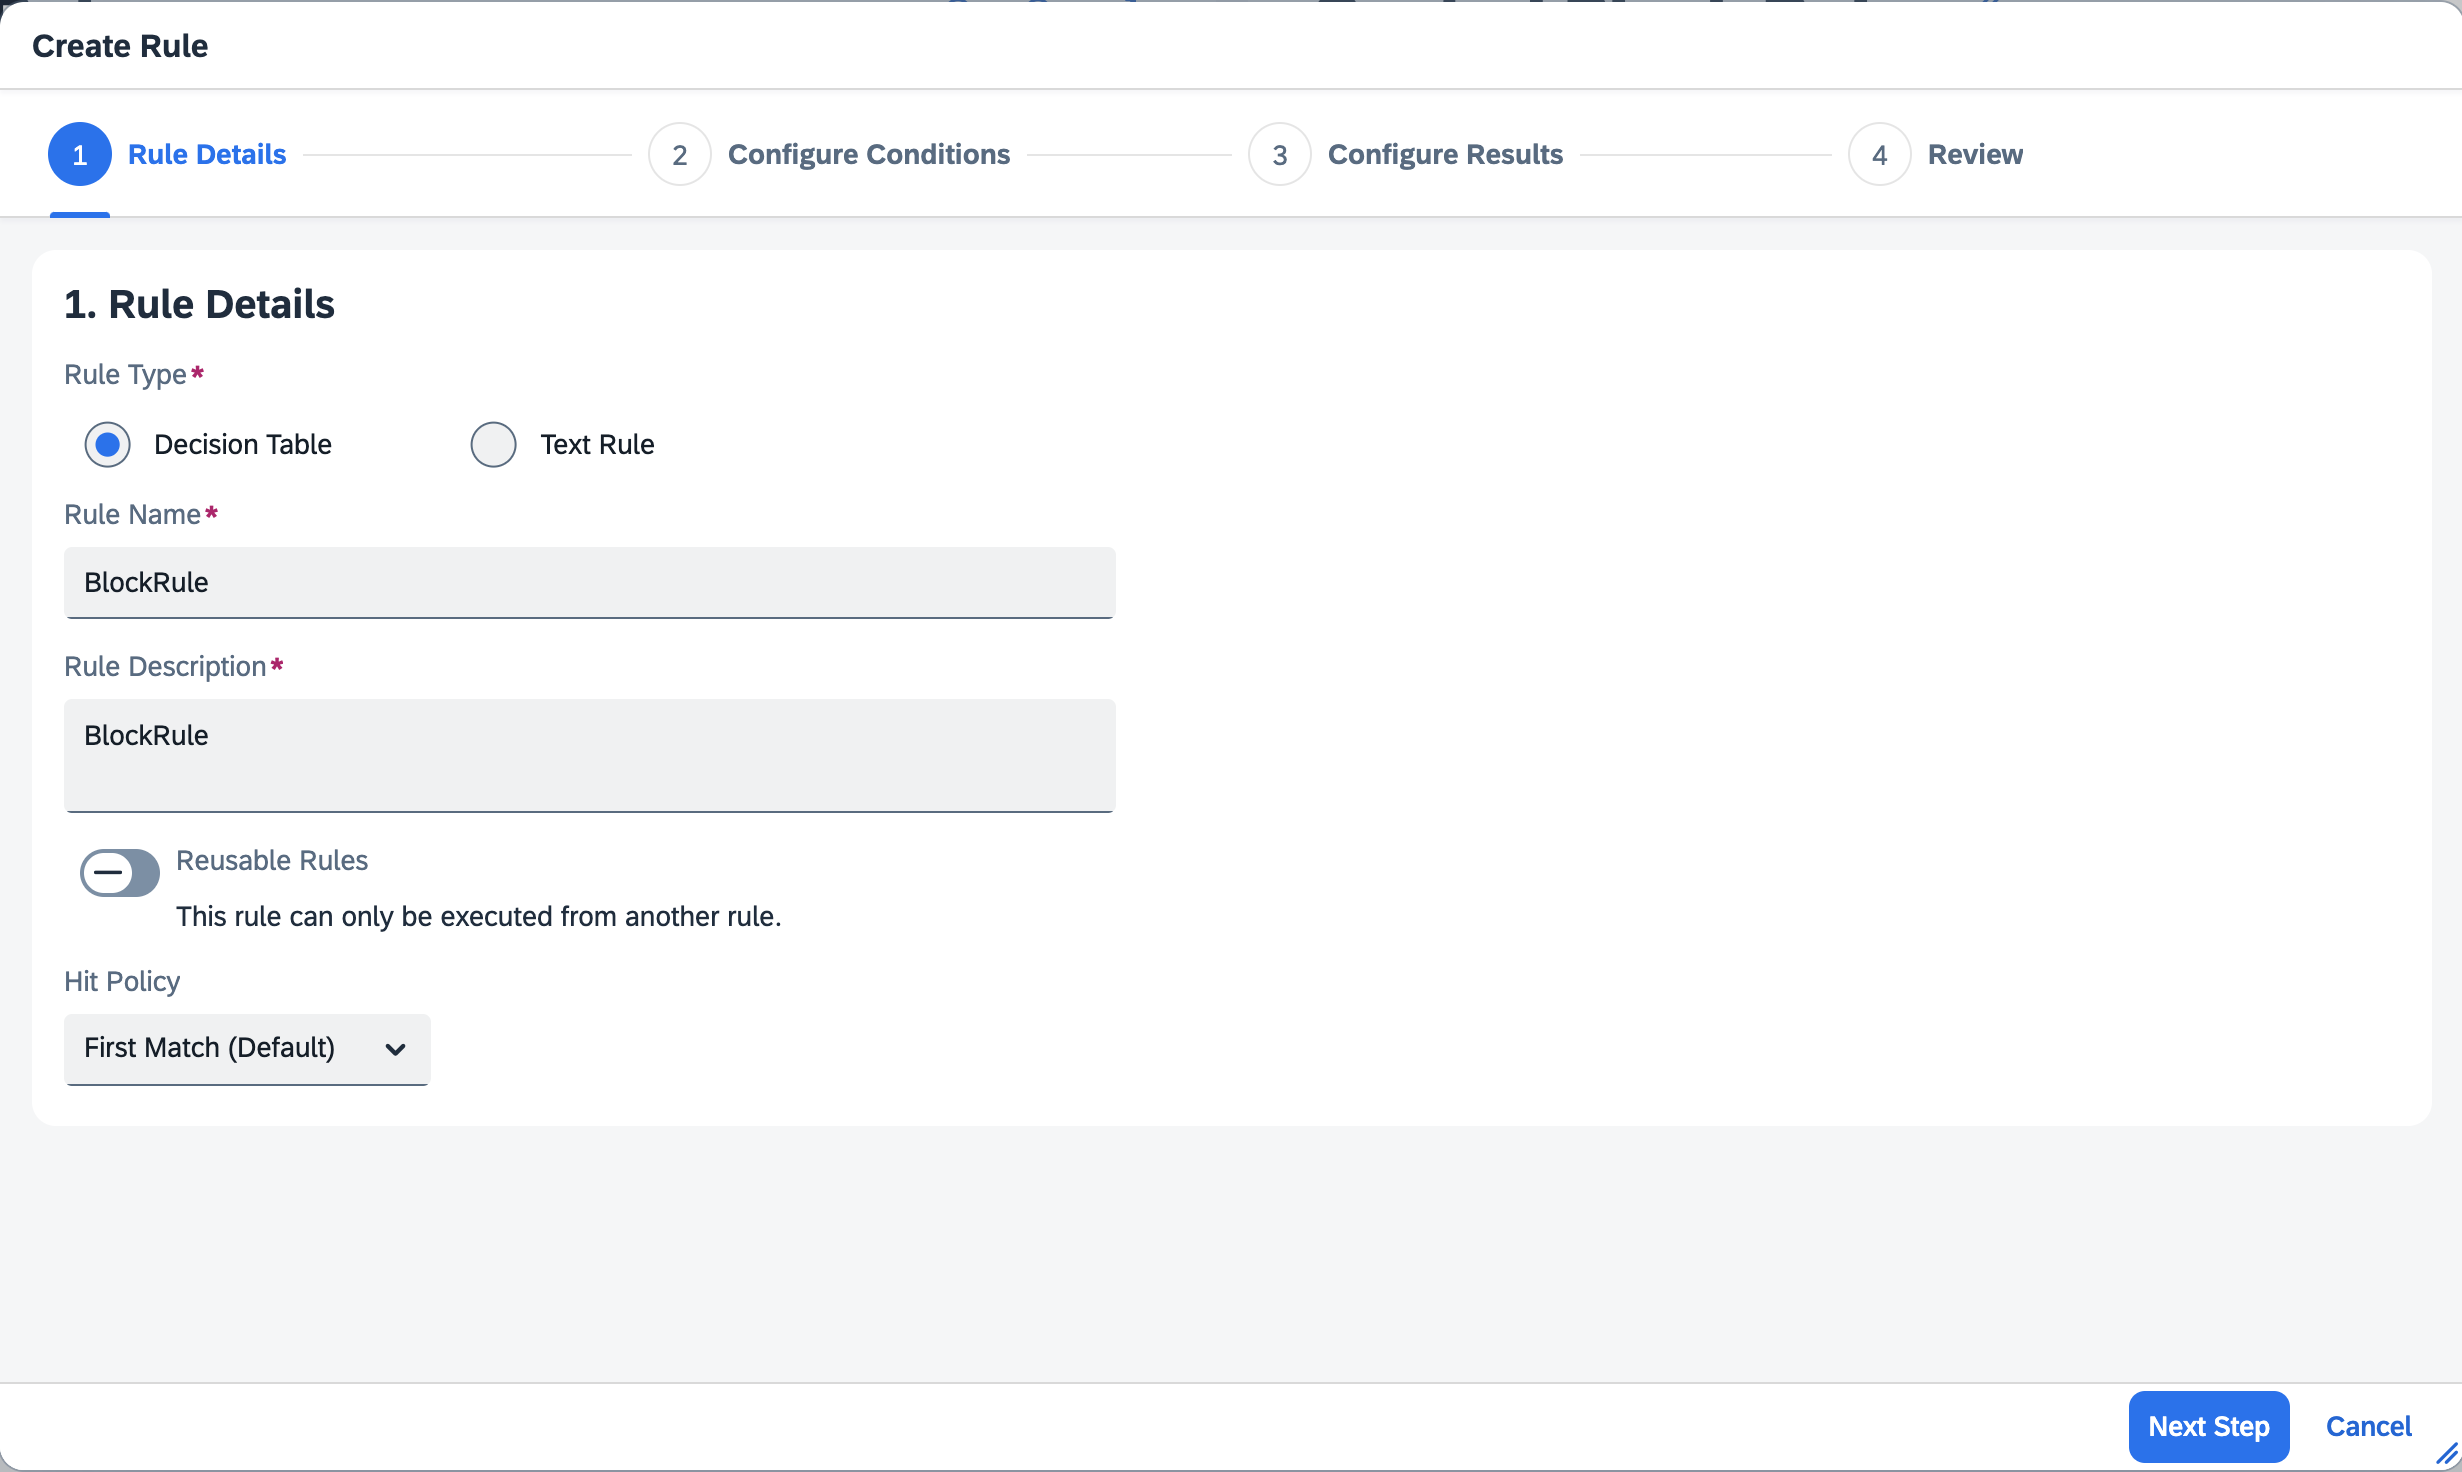 Create Rule
1 Rule Details 2 Configure Conditions 3 Configure Results 4 Review
1. Rule Details
Rule Type*
Decision Table Text Rule
Rule Name*
BlockRule
Rule Description*
BlockRule
Reusable Rules
This rule can only be executed from another rule.
Hit Policy
First Match (Default)
Next Step Cancel